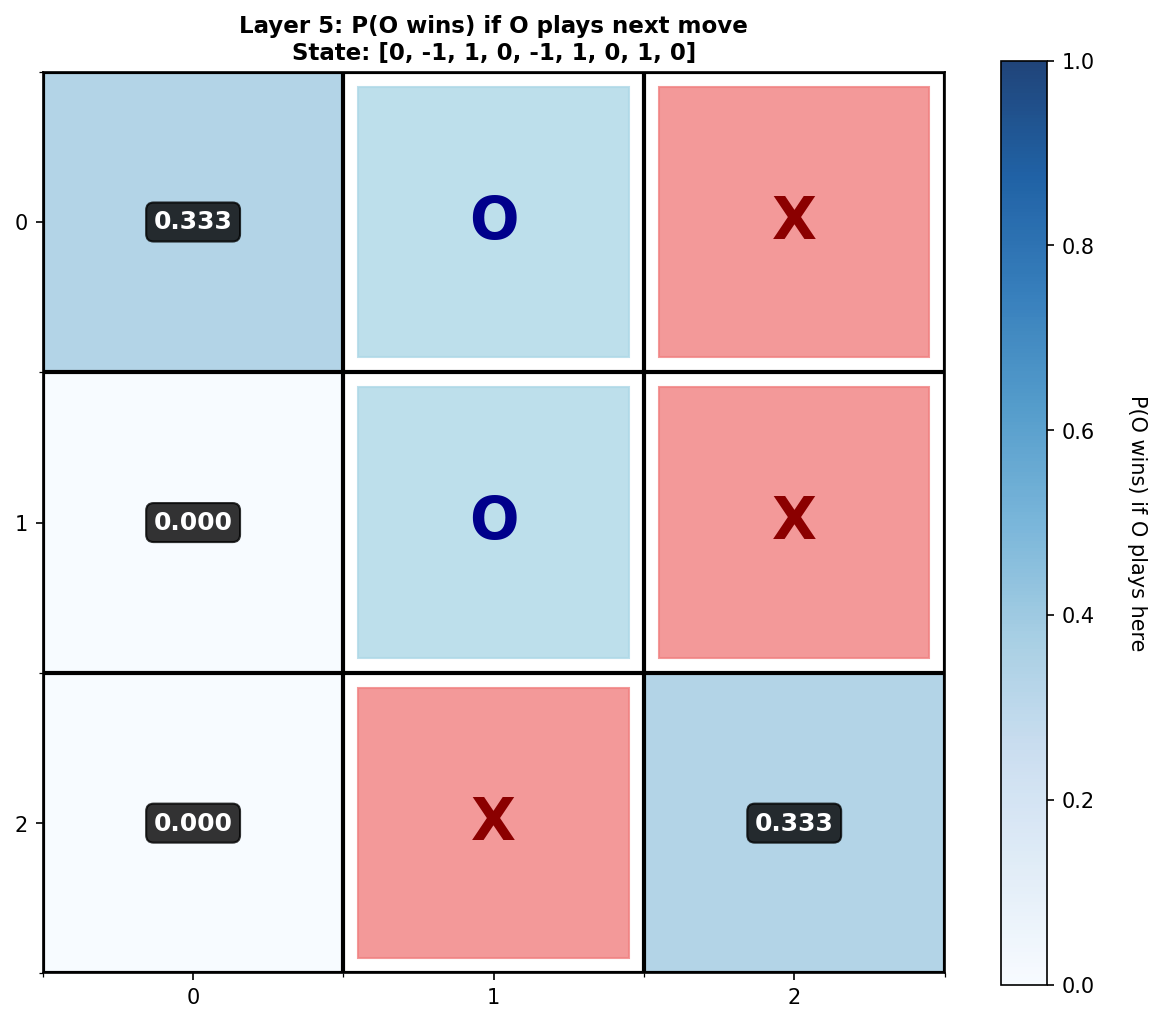 Layer 5: P(O wins) if O plays next move
State: [0, -1, 1, 0, -1, 1, 0, 1, 0]
0
0.333
O
X
1
0.000
O
X
2
0.000
X
0.333
0
1
2
1.0
0.8
0.6
0.4
0.2
0.0
P(O wins) if O plays here